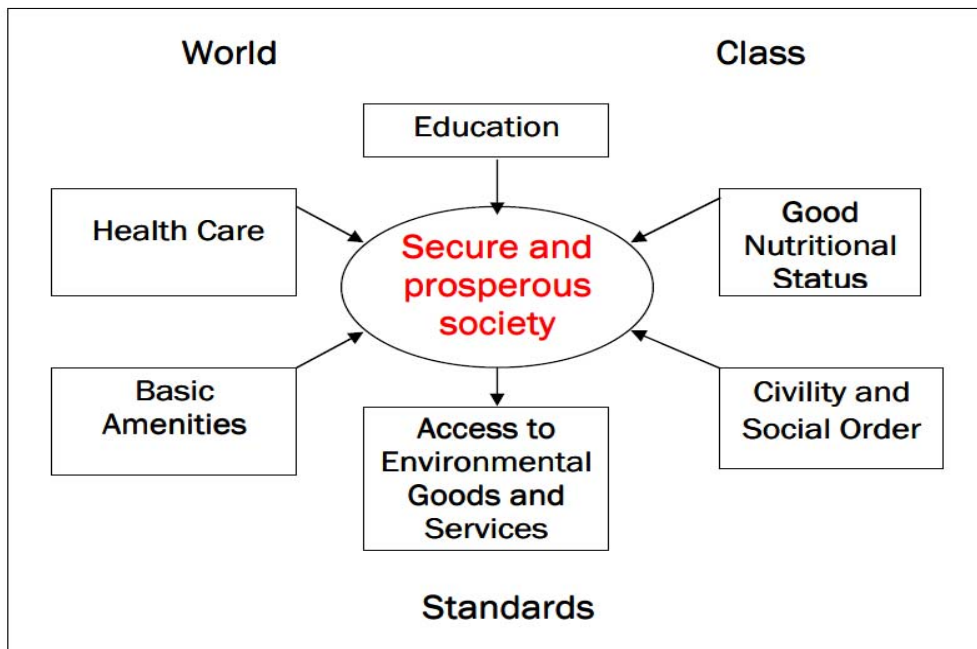 World
Class
Education
Health Care
Good
Nutritional
Status
Secure and
prosperous
society
Basic
Amenities
Civility and
Social Order
Access to
Environmental
Goods and
Services
Standards